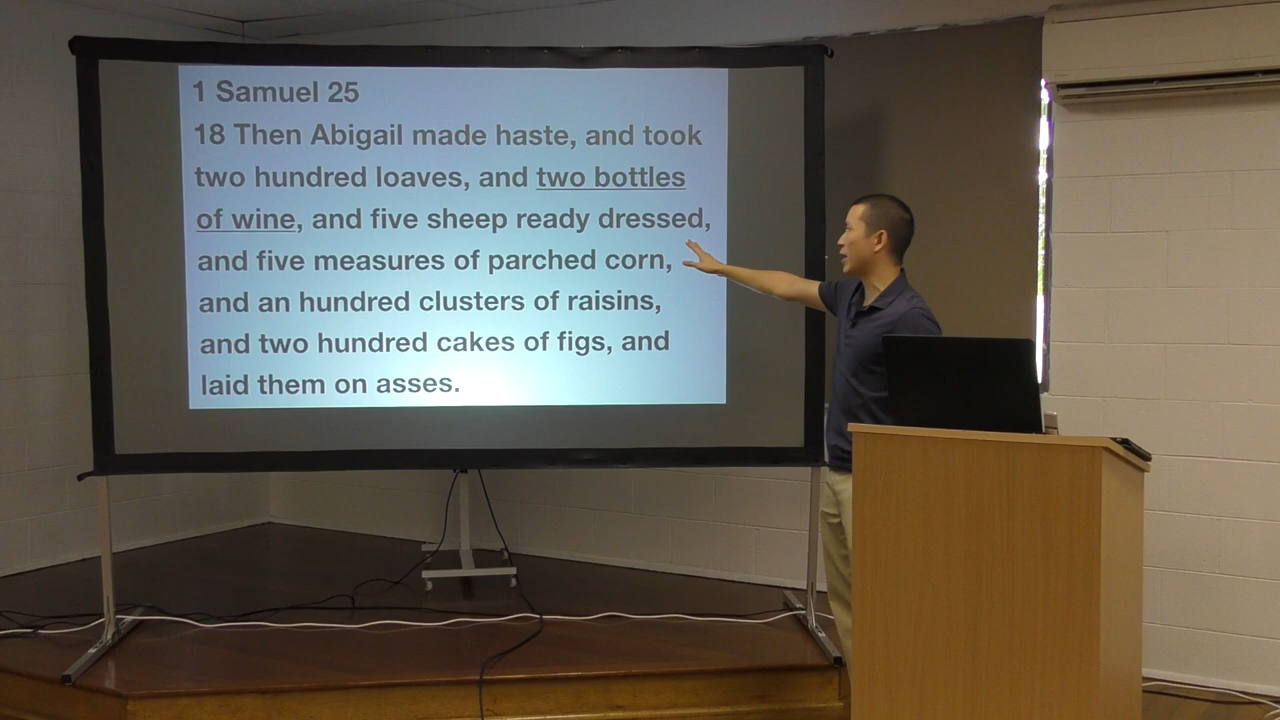 1 Samuel 25
18 Then Abigail made haste, and took
two hundred loaves, and two bottles
of wine, and five sheep ready dressed,
and five measures of parched corn,
and an hundred clusters of raisins,
and two hundred cakes of figs, and
laid them on asses.